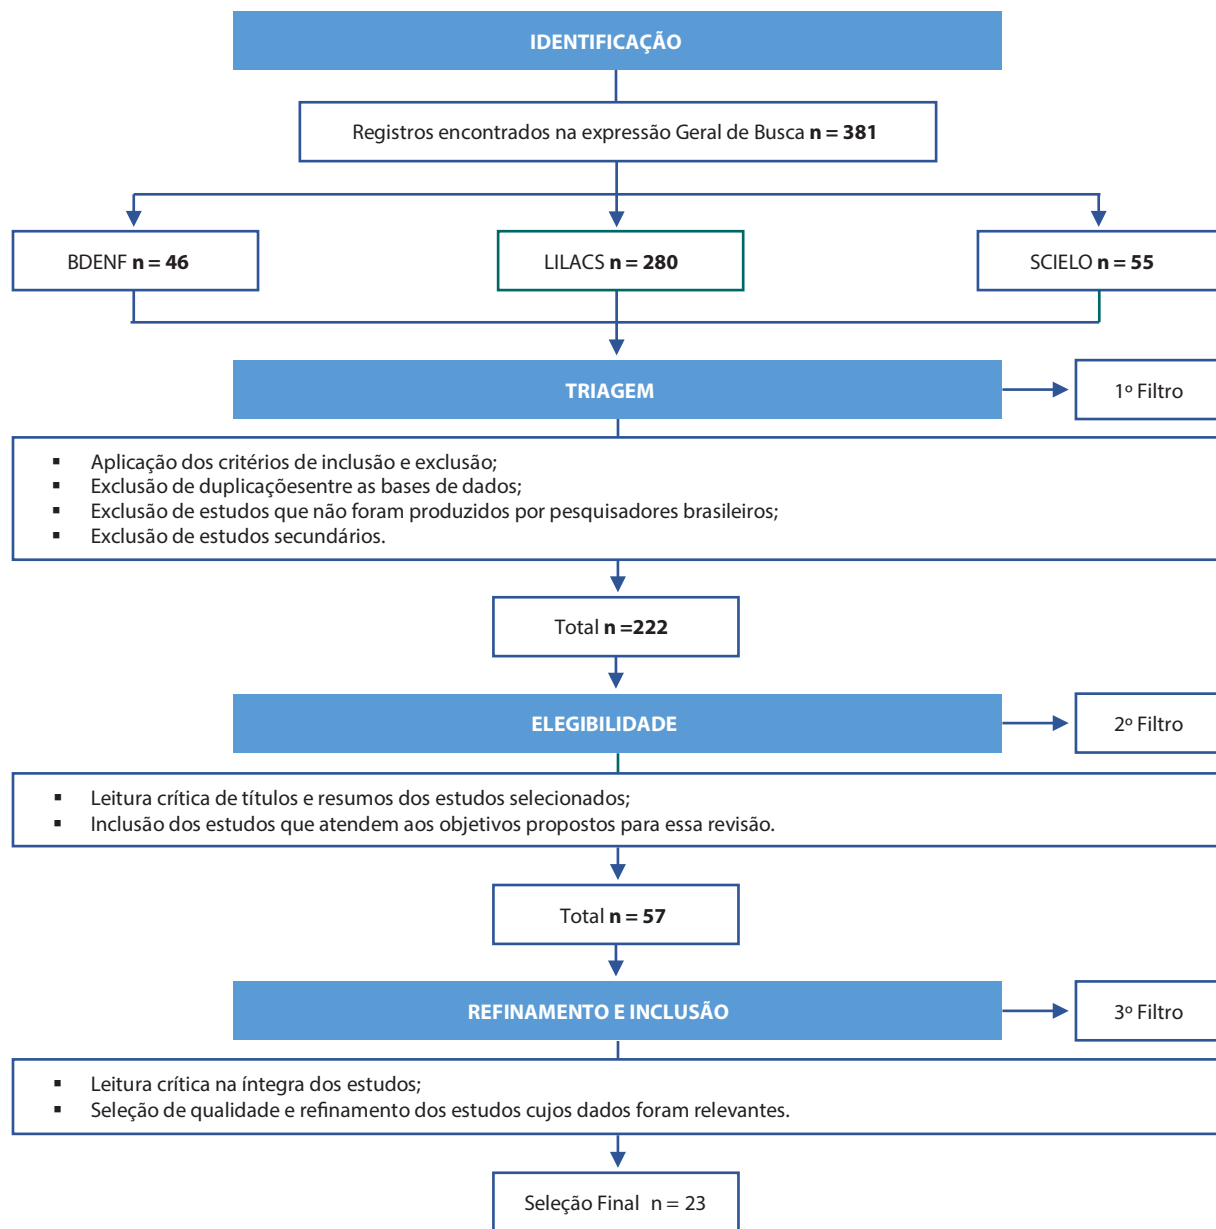 IDENTIFICAÇÃO
Registros encontrados na expressão Geral de Busca n = 381
BDENF n = 46
LILACS n = 280
SCIELO n = 55
TRIAGEM
1º Filtro
▪ Aplicação dos critérios de inclusão e exclusão;
▪ Exclusão de duplicaçõesentre as bases de dados;
▪ Exclusão de estudos que não foram produzidos por pesquisadores brasileiros;
▪ Exclusão de estudos secundários.
Total n =222
ELEGIBILIDADE
2º Filtro
▪ Leitura crítica de títulos e resumos dos estudos selecionados;
▪ Inclusão dos estudos que atendem aos objetivos propostos para essa revisão.
Total n = 57
REFINAMENTO E INCLUSÃO
3º Filtro
▪ Leitura crítica na íntegra dos estudos;
▪ Seleção de qualidade e refinamento dos estudos cujos dados foram relevantes.
Seleção Final n = 23